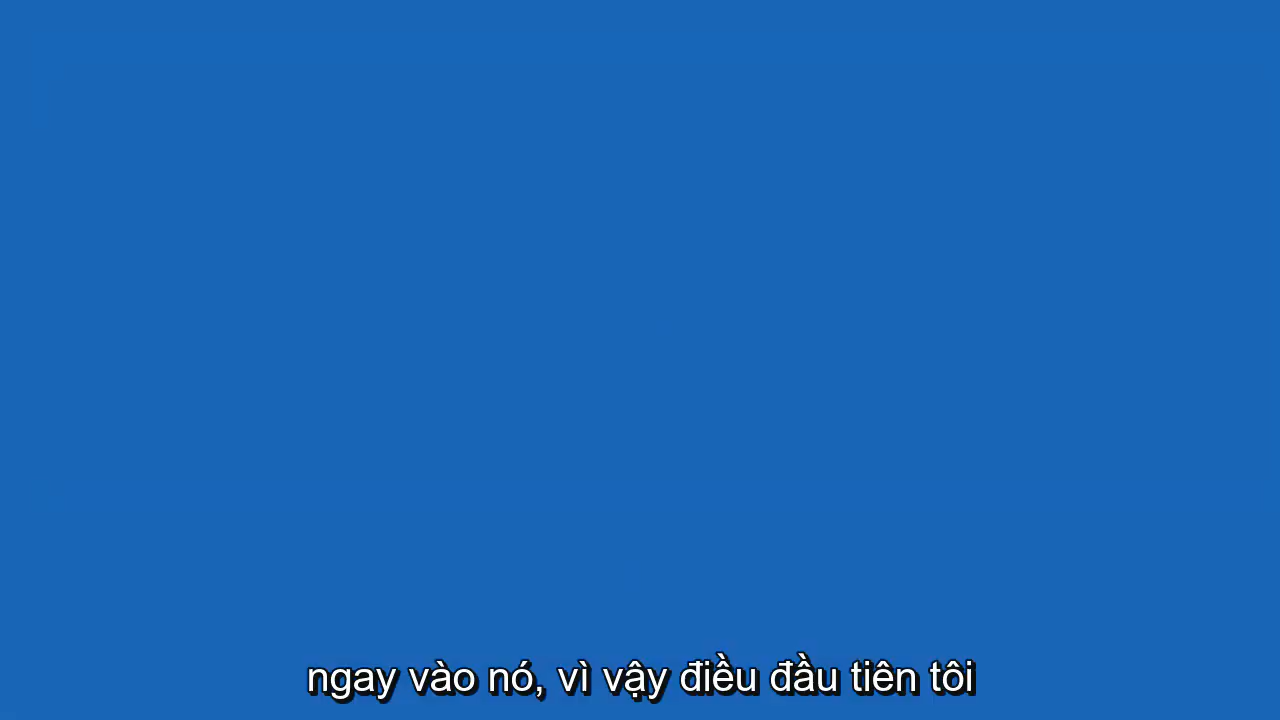 ngay vào nó, vì vậy điều đầu tiên tôi